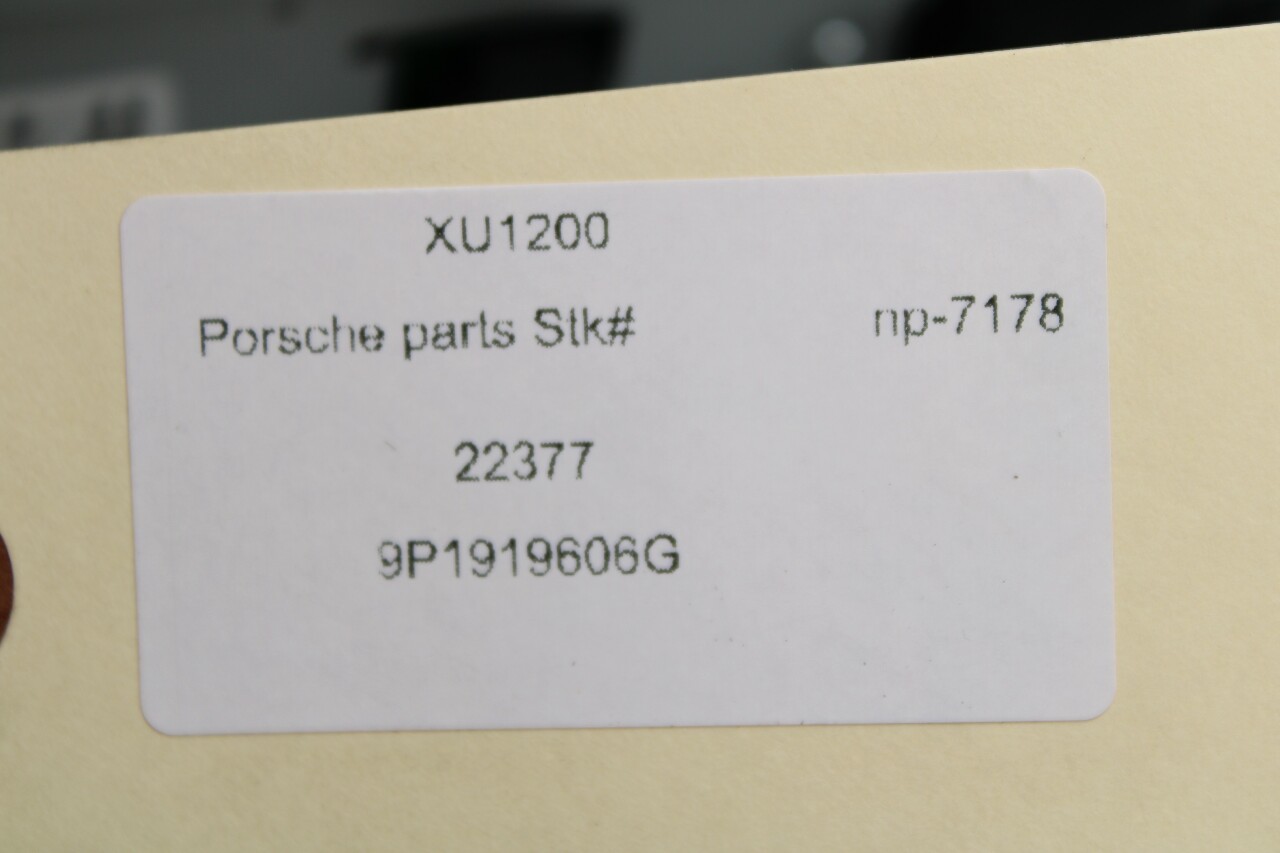 XU1200
Porsche parts Stk# np-7178
22377
9P1919606G